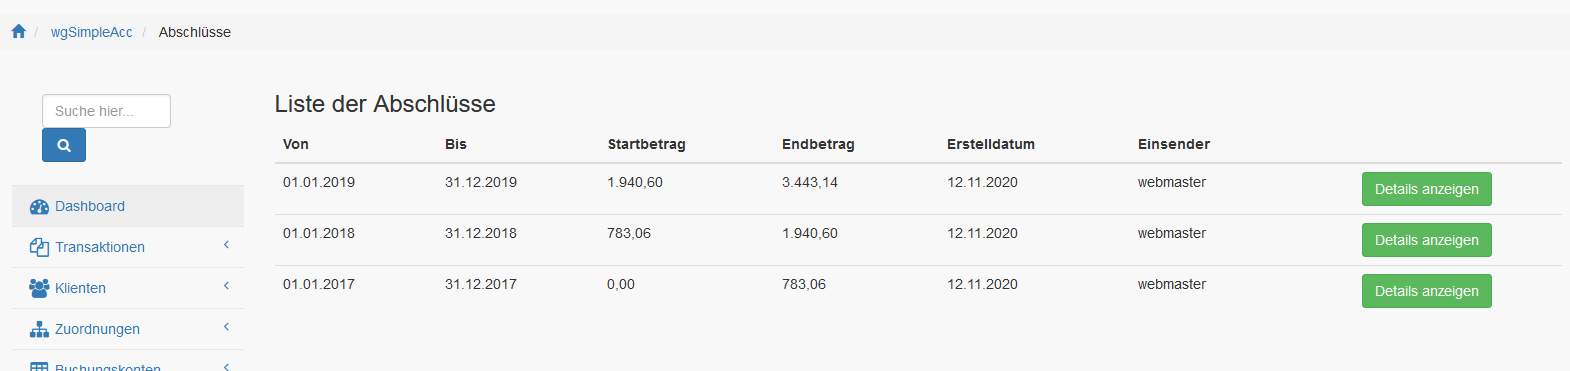 / wgSimpleAcc / Abschlüsse
Suche hier...
Dashboard
Transaktionen
Klienten
Zuordnungen
Buchungskonten
Liste der Abschlüsse
Von Bis Startbetrag Endbetrag Erstelldatum Einsender
01.01.2019 31.12.2019 1.940,60 3.443,14 12.11.2020 webmaster Details anzeigen
01.01.2018 31.12.2018 783,06 1.940,60 12.11.2020 webmaster Details anzeigen
01.01.2017 31.12.2017 0,00 783,06 12.11.2020 webmaster Details anzeigen